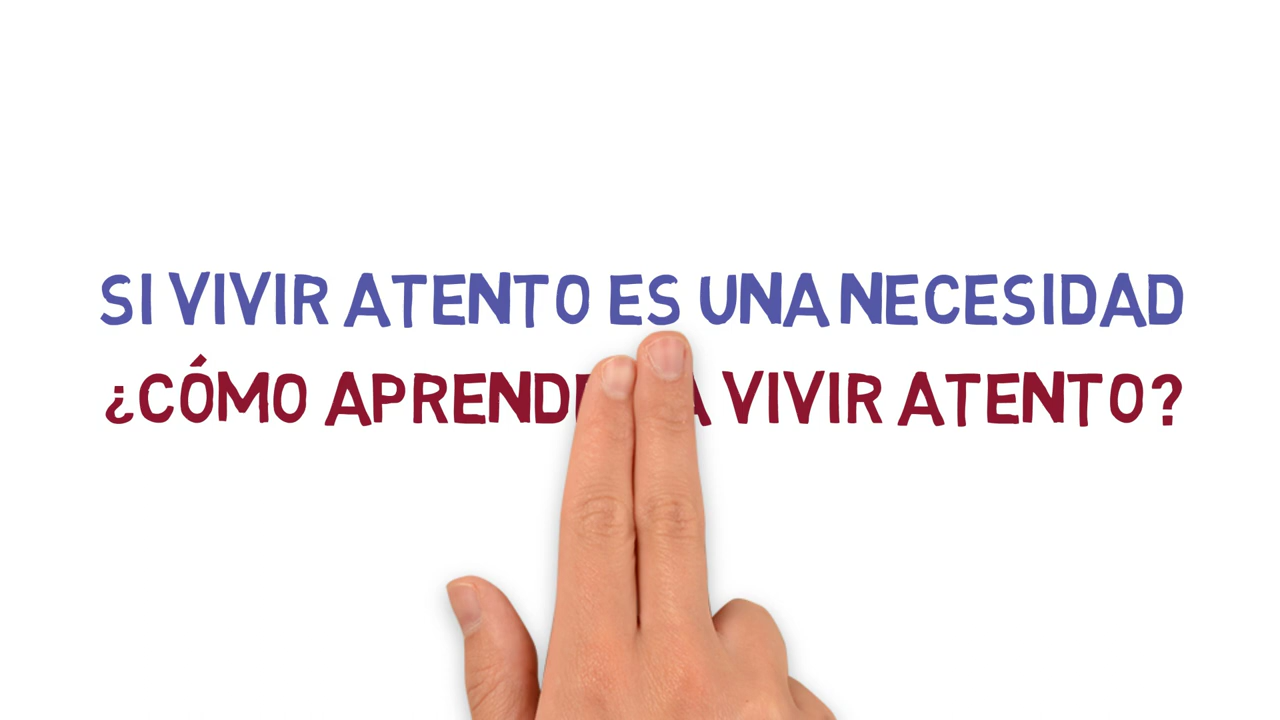 SI VIVIR ATENTO ES UNA NECESIDAD
¿CÓMO A VIVIR ATENTO?